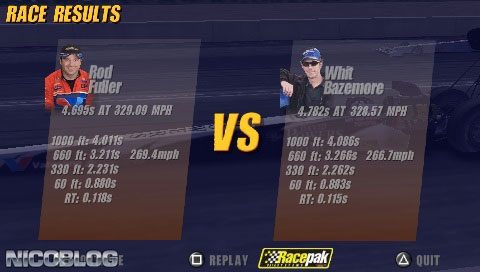 RACE RESULTS
Rod
Fuller
4.695s AT 329.09 MPH
1000 ft: 4.011s
660 ft: 3.211s 269.4mph
330 ft: 2.231s
60 ft: 0.880s
RT: 0.118s
VS
Whit
Bazemore
4.762s AT 328.57 MPH
1000 ft: 4.086s
660 ft: 3.266s 266.7mph
330 ft: 2.262s
60 ft: 0.883s
RT: 0.115s
NICOBLOG
REPLAY
Racepak
QUIT